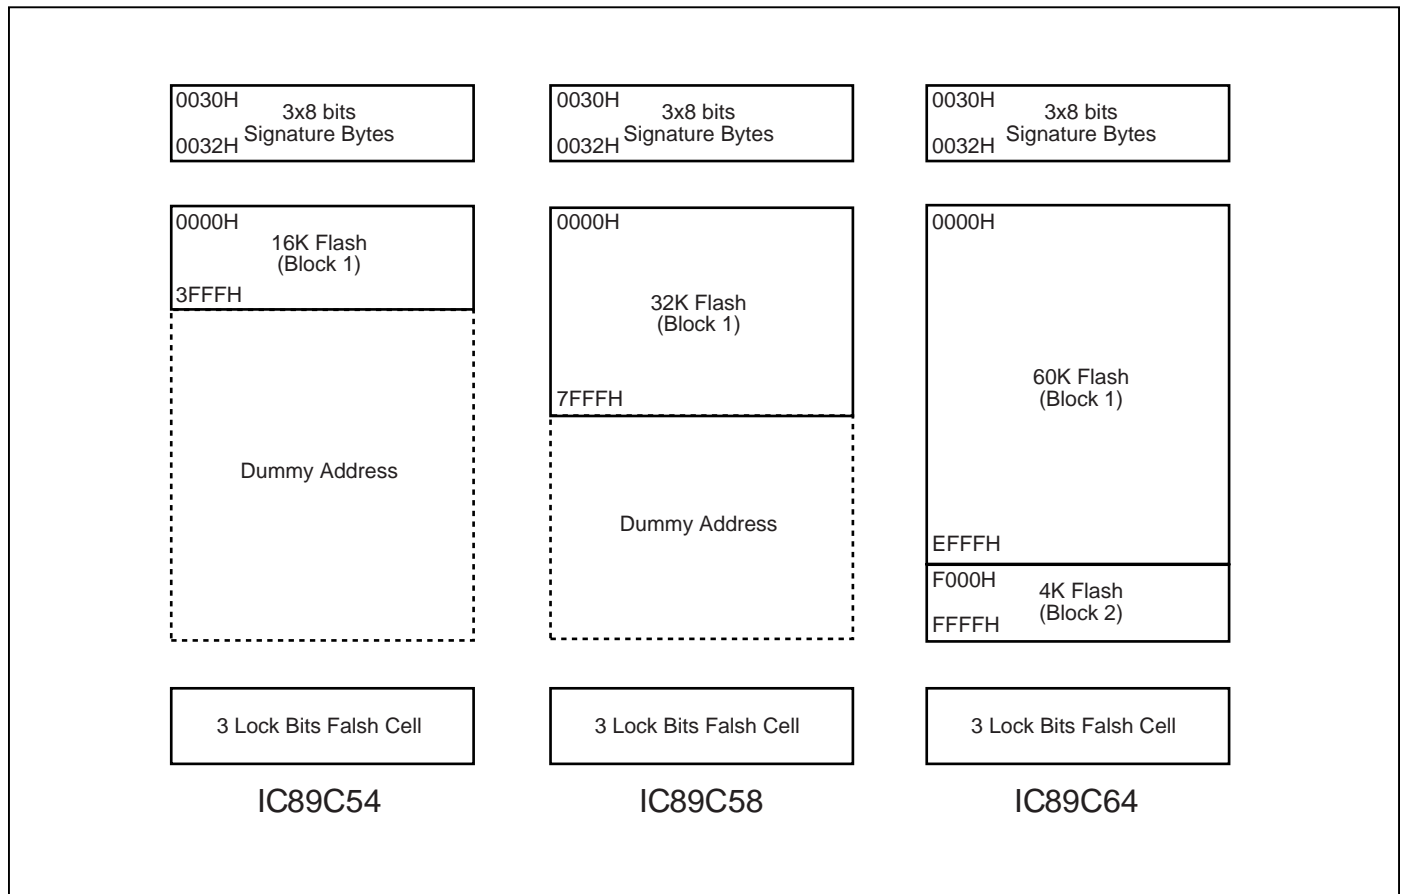 0030H
3x8 bits
Signature Bytes
0032H
0000H
16K Flash
(Block 1)
3FFFH
Dummy Address
3 Lock Bits Falsh Cell
IC89C54
0030H
3x8 bits
Signature Bytes
0032H
0000H
32K Flash
(Block 1)
7FFFH
Dummy Address
3 Lock Bits Falsh Cell
IC89C58
0030H
3x8 bits
Signature Bytes
0032H
0000H
60K Flash
(Block 1)
EFFFH
F000H
4K Flash
(Block 2)
FFFFH
3 Lock Bits Falsh Cell
IC89C64